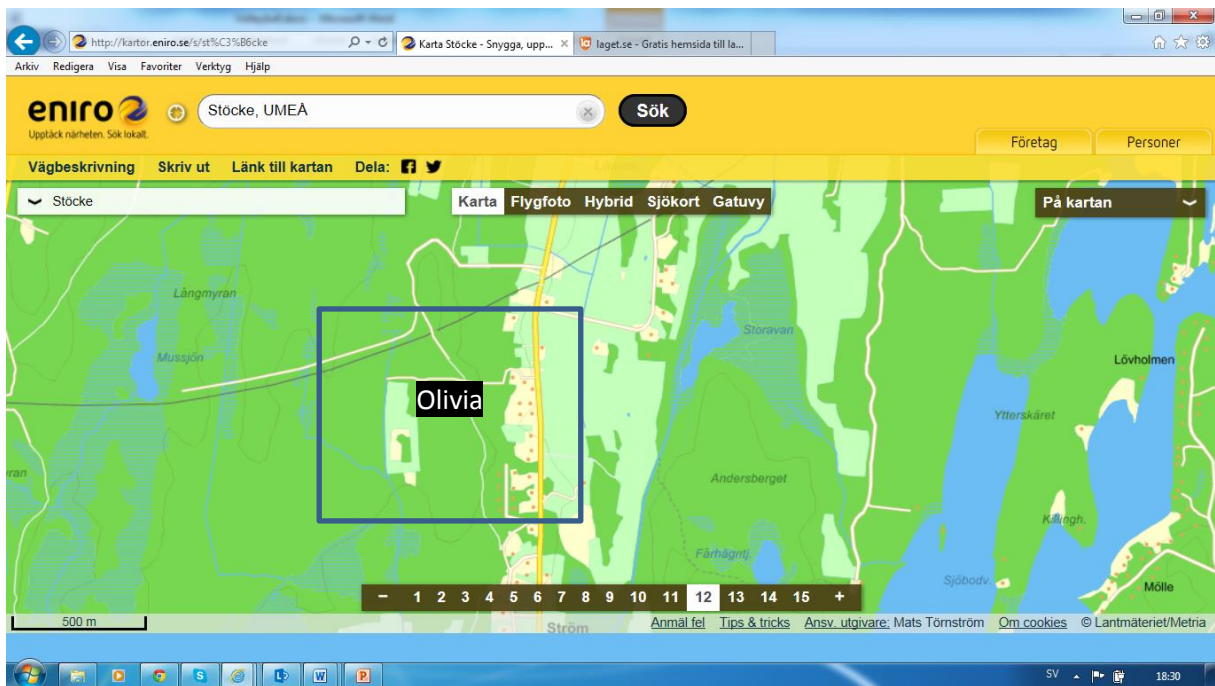 http://kartor.eniro.se/s/st%C3%B6cke
Karta Stöcke - Snygga, upp...
laget.se - Gratis hemsida till la...
Arkiv Redigera Visa Favoriter Verktyg Hjälp
eniro
Upptäck närheten. Sök lokalt.
Stöcke, UMEÅ
Sök
Företag Personer
Vägbeskrivning Skriv ut Länk till kartan Dela:
Stöcke
Karta Flygfoto Hybrid Sjökort Gatuvy
På kartan
Långmyran
Storavan
Mussjön
Lövholmen
Olivia
Ytterskäret
Andersberget
Killingh.
Fårhägntj.
Sjöbodv.
Mölle
− 1 2 3 4 5 6 7 8 9 10 11 12 13 14 15 +
500 m
Ström
Anmäl fel Tips & tricks Ansv. utgivare: Mats Törnström Om cookies © Lantmäteriet/Metria
SV 18:30